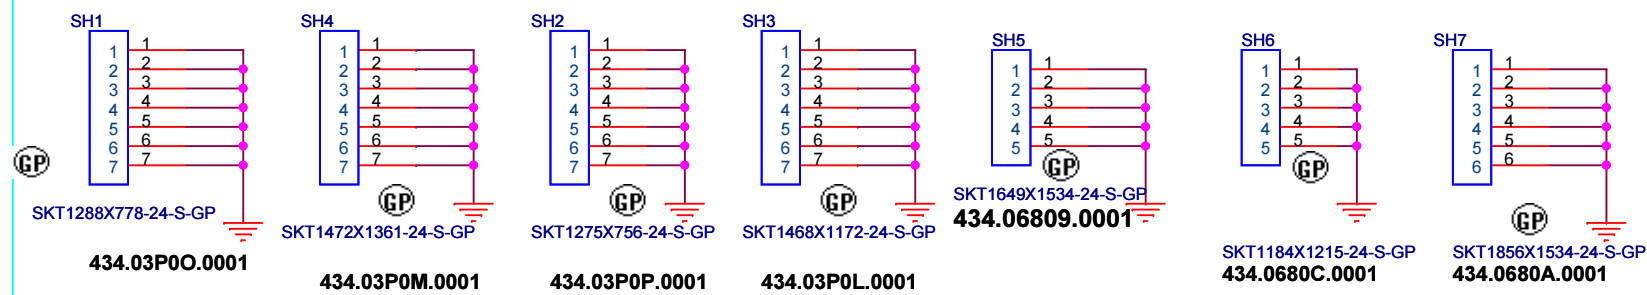 SH1
1 1
2 2
3 3
4 4
5 5
6 6
7 7
GP
SKT1288X778-24-S-GP
434.03P0O.0001
SH4
1 1
2 2
3 3
4 4
5 5
6 6
7 7
GP
SKT1472X1361-24-S-GP
434.03P0M.0001
SH2
1 1
2 2
3 3
4 4
5 5
6 6
7 7
GP
SKT1275X756-24-S-GP
434.03P0P.0001
SH3
1 1
2 2
3 3
4 4
5 5
6 6
7 7
GP
SKT1468X1172-24-S-GP
434.03P0L.0001
SH5
1 1
2 2
3 3
4 4
5 5
GP
SKT1649X1534-24-S-GP
434.06809.0001
SH6
1 1
2 2
3 3
4 4
5 5
GP
SKT1184X1215-24-S-GP
434.0680C.0001
SH7
1 1
2 2
3 3
4 4
5 5
6 6
GP
SKT1856X1534-24-S-GP
434.0680A.0001